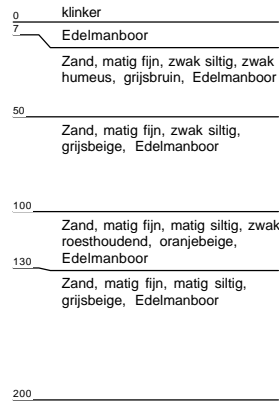 0 klinker
7 Edelmanboor
Zand, matig fijn, zwak siltig, zwak
humeus, grijsbruin, Edelmanboor
50
Zand, matig fijn, zwak siltig,
grijsbeige, Edelmanboor
100
Zand, matig fijn, matig siltig, zwak
roesthoudend, oranjebeige,
130 Edelmanboor
Zand, matig fijn, matig siltig,
grijsbeige, Edelmanboor
200